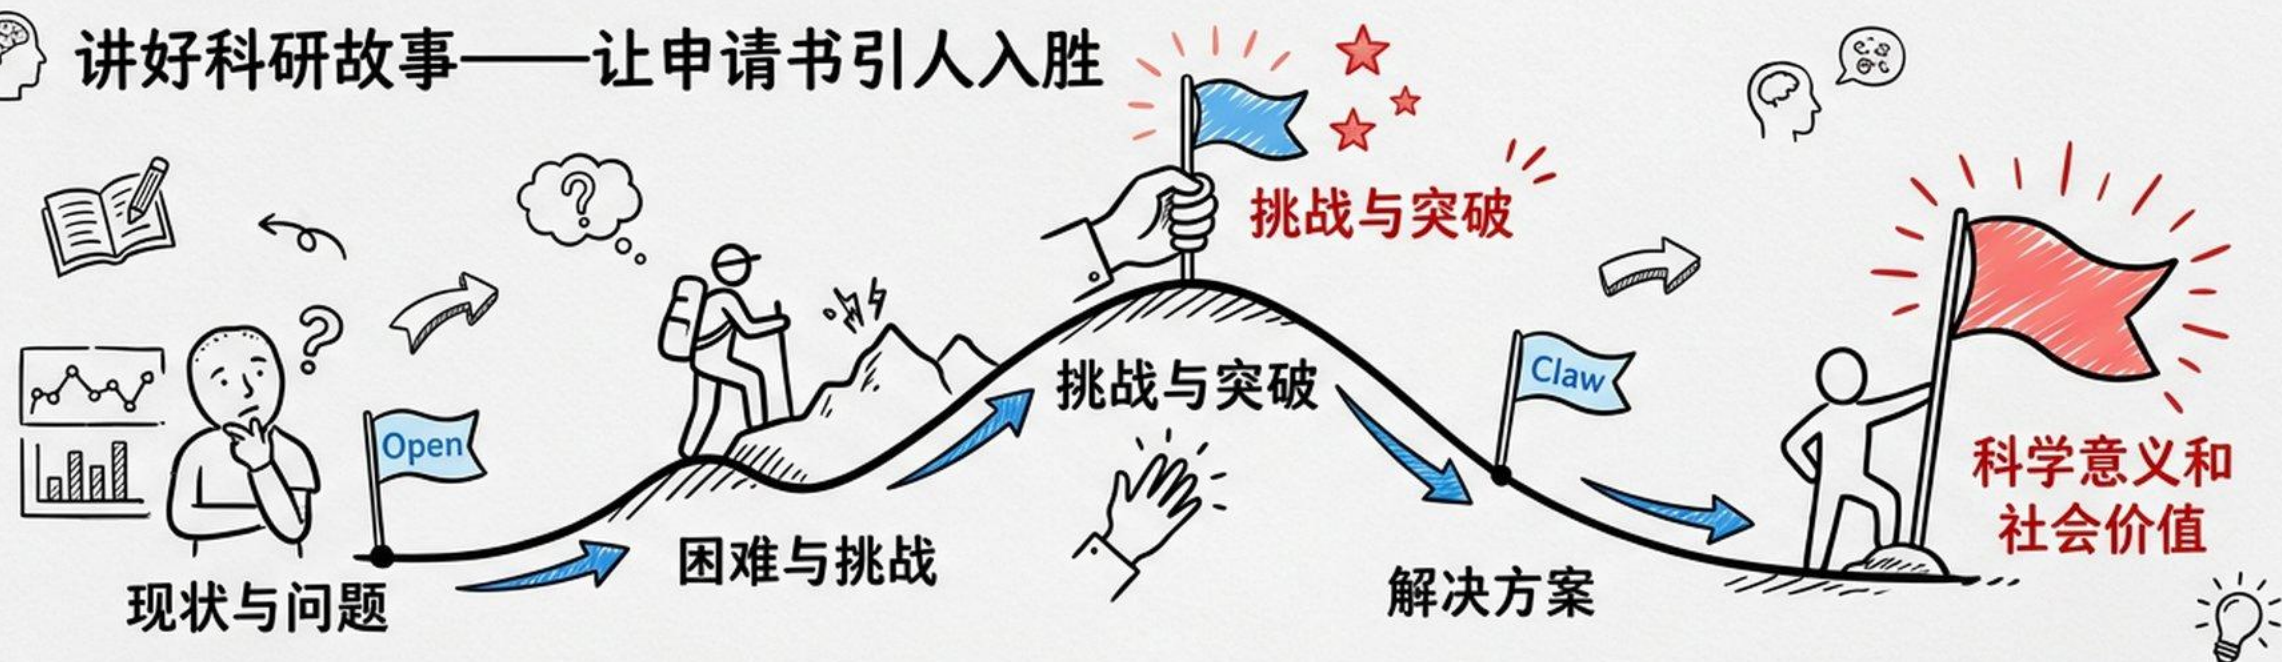 讲好科研故事——让申请书引人入胜
挑战与突破
Open
Claw
挑战与突破
科学意义和
社会价值
困难与挑战
解决方案
现状与问题